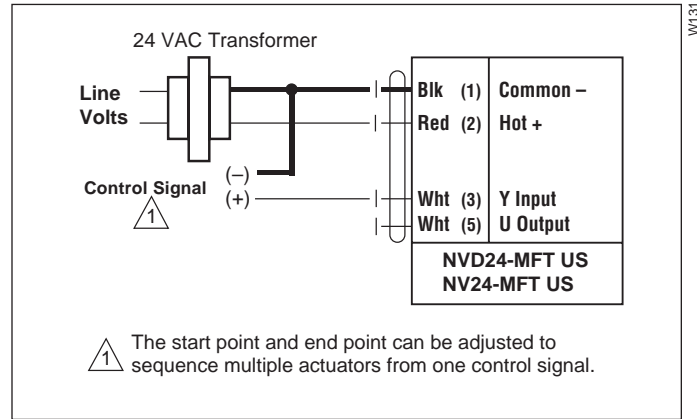 W131
24 VAC Transformer
Line
Volts
Blk (1) Common –
Red (2) Hot +
(–)
Control Signal
(+)
1
Wht (3) Y Input
Wht (5) U Output
NVD24-MFT US
NV24-MFT US
1 The start point and end point can be adjusted to
sequence multiple actuators from one control signal.